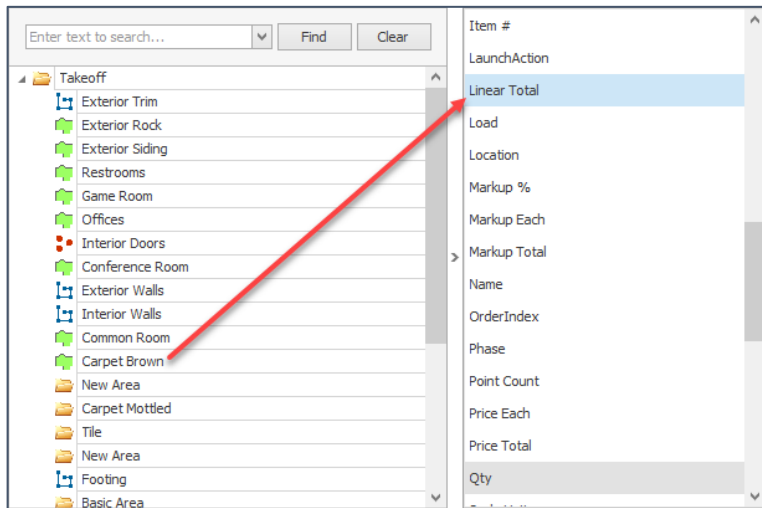 Enter text to search...
Find
Clear
Takeoff
Exterior Trim
Exterior Rock
Exterior Siding
Restrooms
Game Room
Offices
Interior Doors
Conference Room
Exterior Walls
Interior Walls
Common Room
Carpet Brown
New Area
Carpet Mottled
Tile
New Area
Footing
Basic Area
Item #
LaunchAction
Linear Total
Load
Location
Markup %
Markup Each
Markup Total
Name
OrderIndex
Phase
Point Count
Price Each
Price Total
Qty